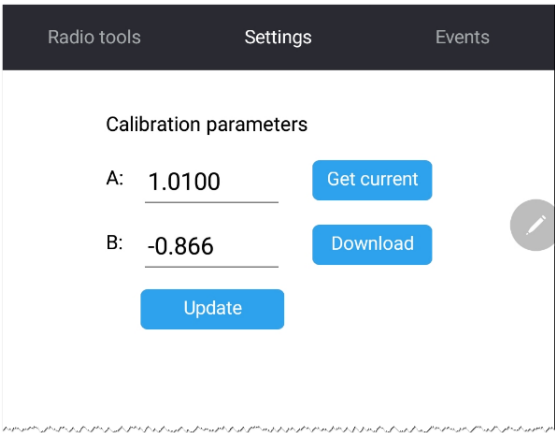 Radio tools Settings Events
Calibration parameters
A: 1.0100 Get current
B: -0.866 Download
Update